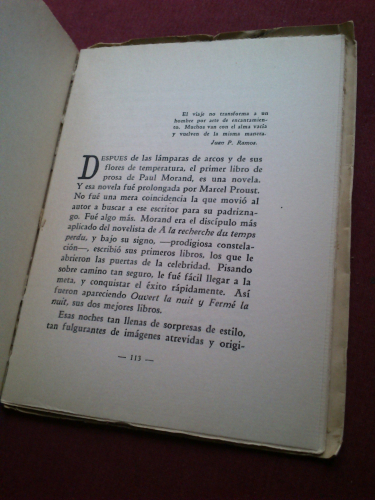 El viaje no transforma a un
hombre por arte de encantamien-
to. Muchos van con el alma vacía
y vuelven de la misma manera.
Juan P. Ramos.
DESPUES de las lámparas de arcos y de sus
flores de temperatura, el primer libro de
prosa de Paul Morand, es una novela.
Y esa novela fué prolongada por Marcel Proust.
No fué una mera coincidencia la que movió al
autor a buscar a ese escritor para su padrinaz-
go. Fué algo más. Morand era el discípulo más
aplicado del novelista de A la recherche du temps
perdu, y bajo su signo, —prodigiosa constela-
ción—, escribió sus primeros libros, los que le
abrieron las puertas de la celebridad. Pisando
sobre camino tan seguro, le fué fácil llegar a la
meta, y conquistar el éxito rápidamente. Así
fueron apareciendo Ouvert la nuit y Fermé la
nuit, sus dos mejores libros.
Esas noches tan llenas de sorpresas de estilo,
tan fulgurantes de imágenes atrevidas y origi-
— 113 —